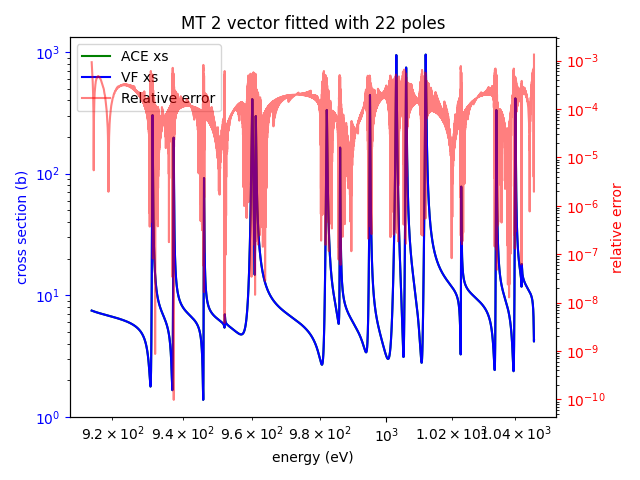 MT 2 vector fitted with 22 poles
ACE xs
VF xs
Relative error
cross section (b)
10³
10²
10¹
10⁰
relative error
10⁻³
10⁻⁴
10⁻⁵
10⁻⁶
10⁻⁷
10⁻⁸
10⁻⁹
10⁻¹⁰
9.2 × 10² 9.4 × 10² 9.6 × 10² 9.8 × 10² 10³ 1.02 × 10³ 1.04 × 10³
energy (eV)